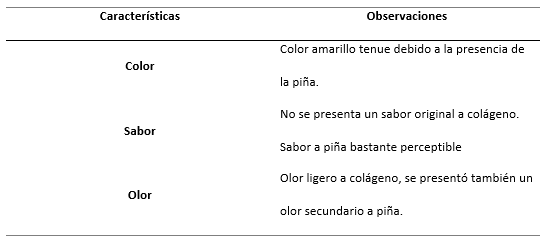 Características Observaciones
Color amarillo tenue debido a la presencia de
Color
la piña.
No se presenta un sabor original a colágeno.
Sabor
Sabor a piña bastante perceptible
Olor ligero a colágeno, se presentó también un
Olor
olor secundario a piña.